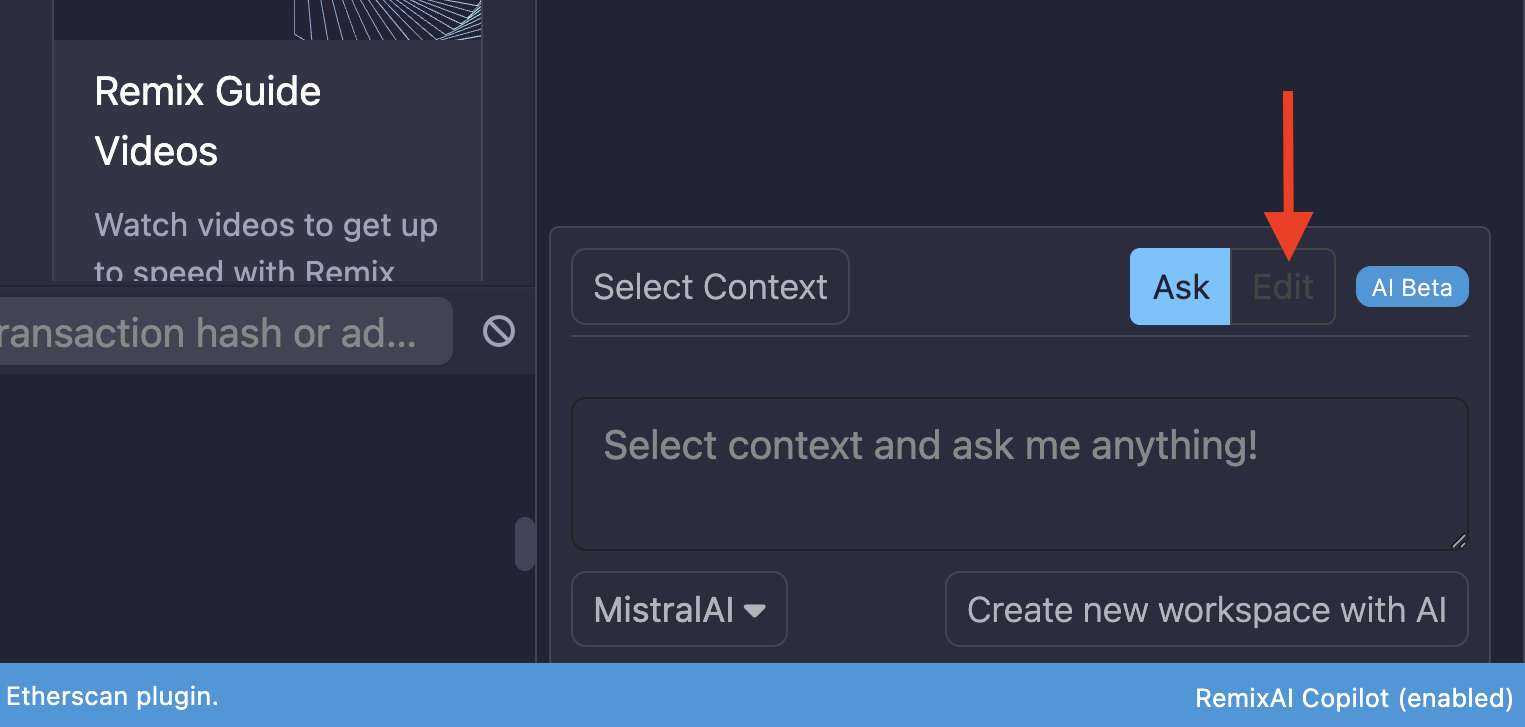 Remix Guide
Videos
Watch videos to get up
to speed with Remix
ransaction hash or ad...
Select Context
Ask
Edit
AI Beta
Select context and ask me anything!
MistralAI
Create new workspace with AI
Etherscan plugin.
RemixAI Copilot (enabled)